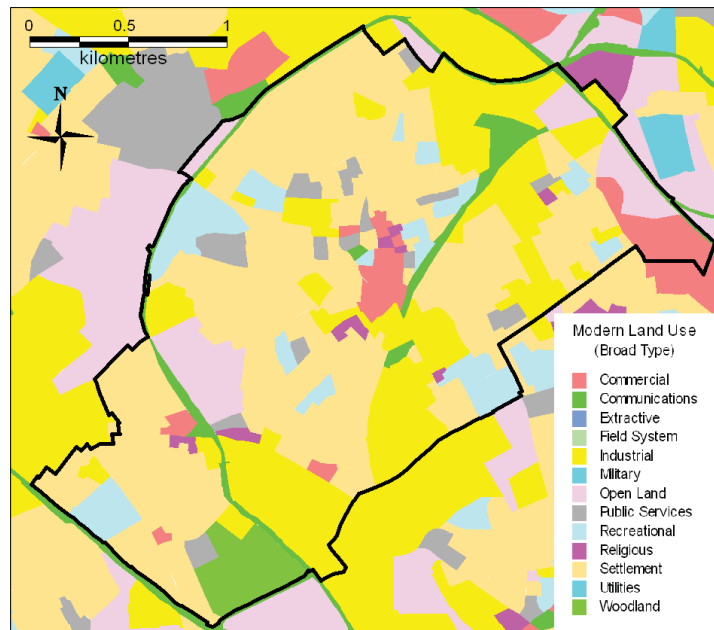 0 0.5 1
kilometres
N
Modern Land Use
(Broad Type)
Commercial
Communications
Extractive
Field System
Industrial
Military
Open Land
Public Services
Recreational
Religious
Settlement
Utilities
Woodland